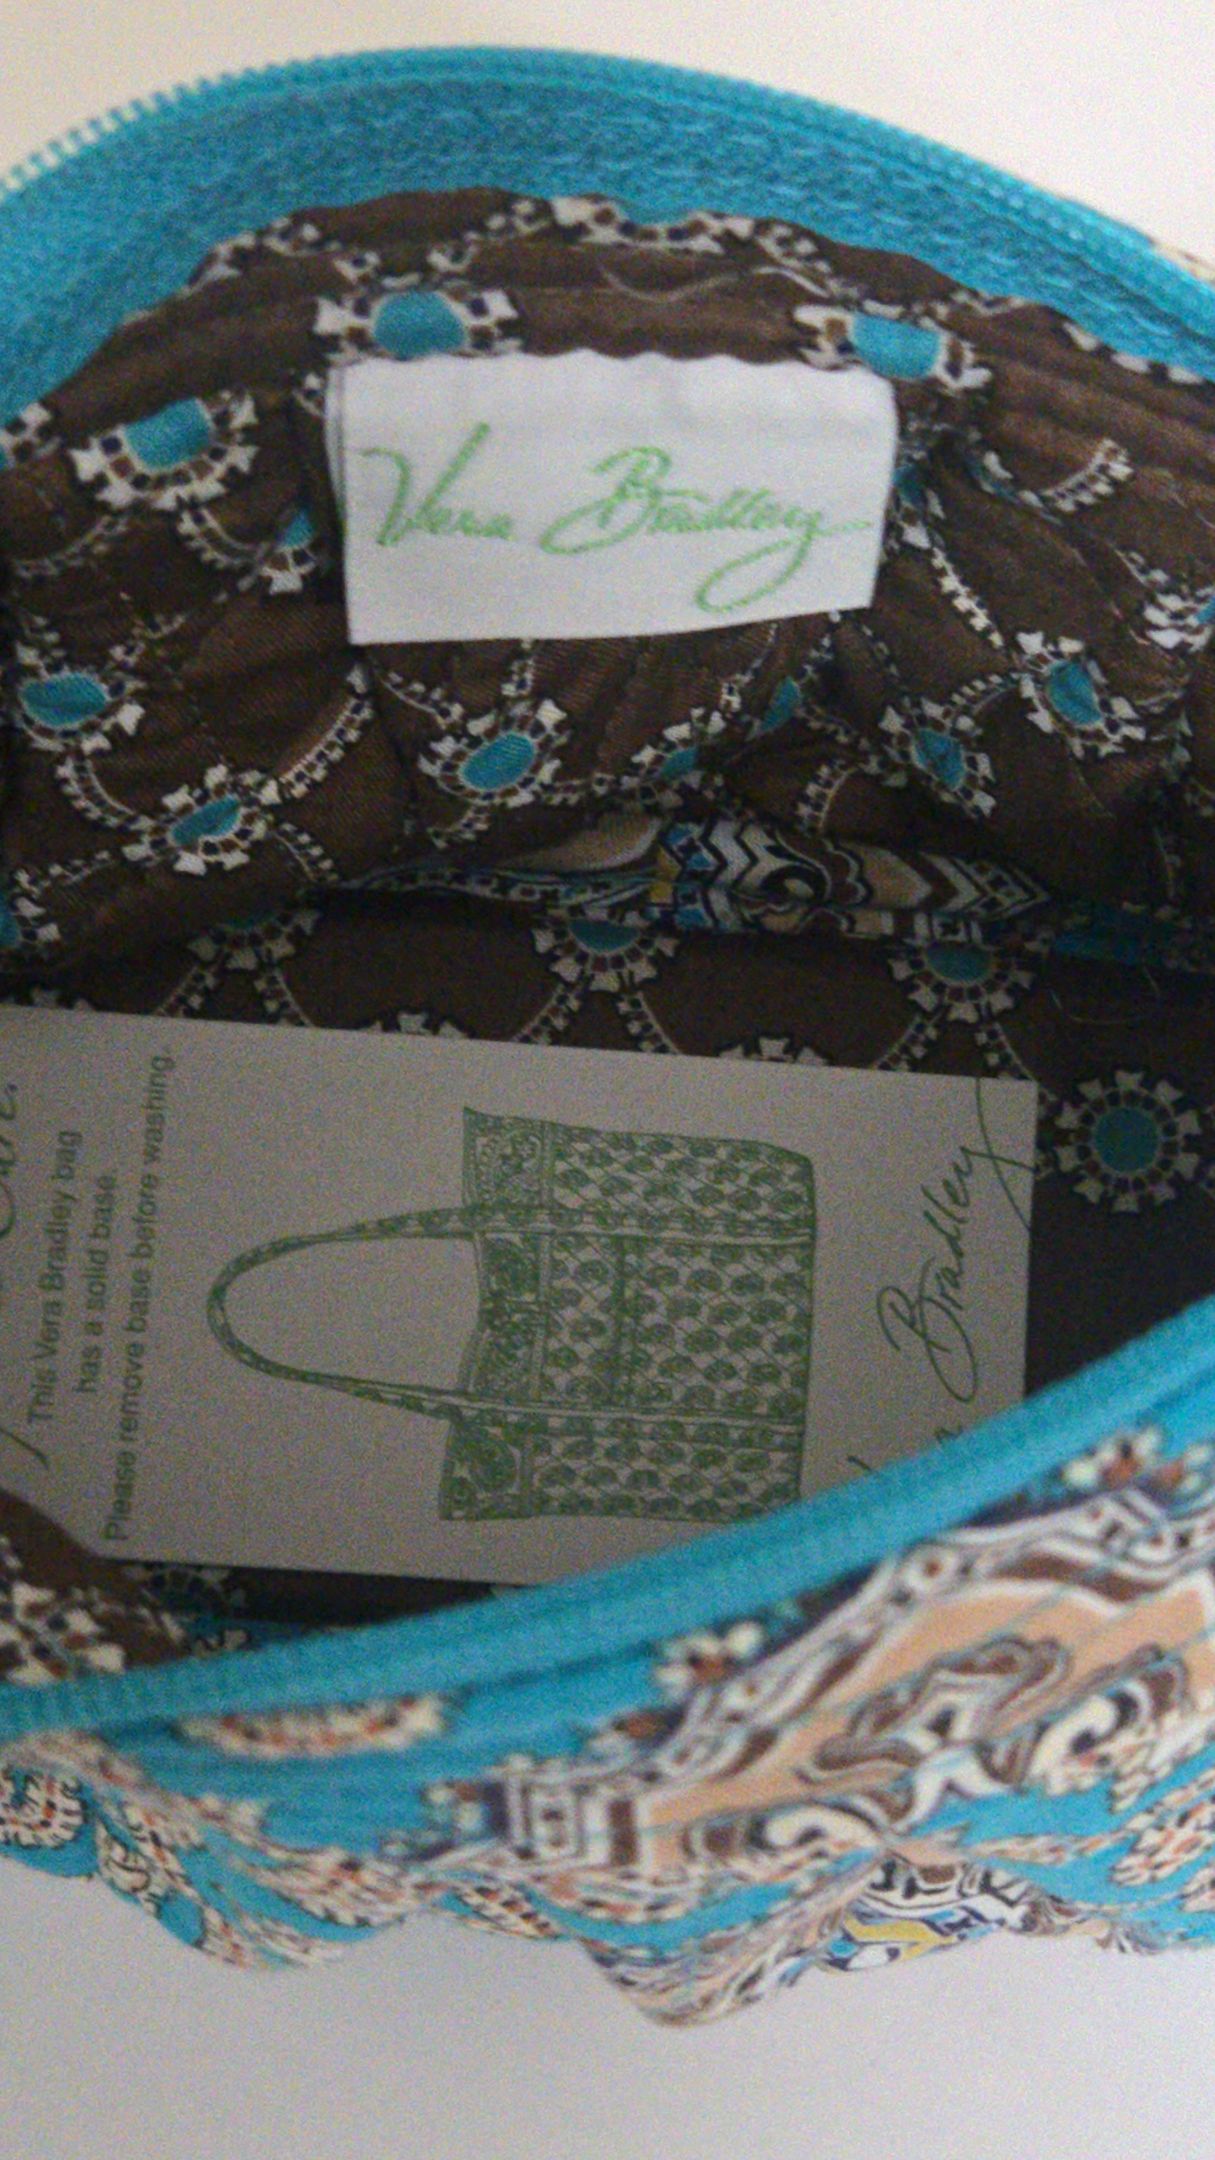 Vera Bradley
This Vera Bradley bag
has a solid base.
Please remove base before washing.
Bradley